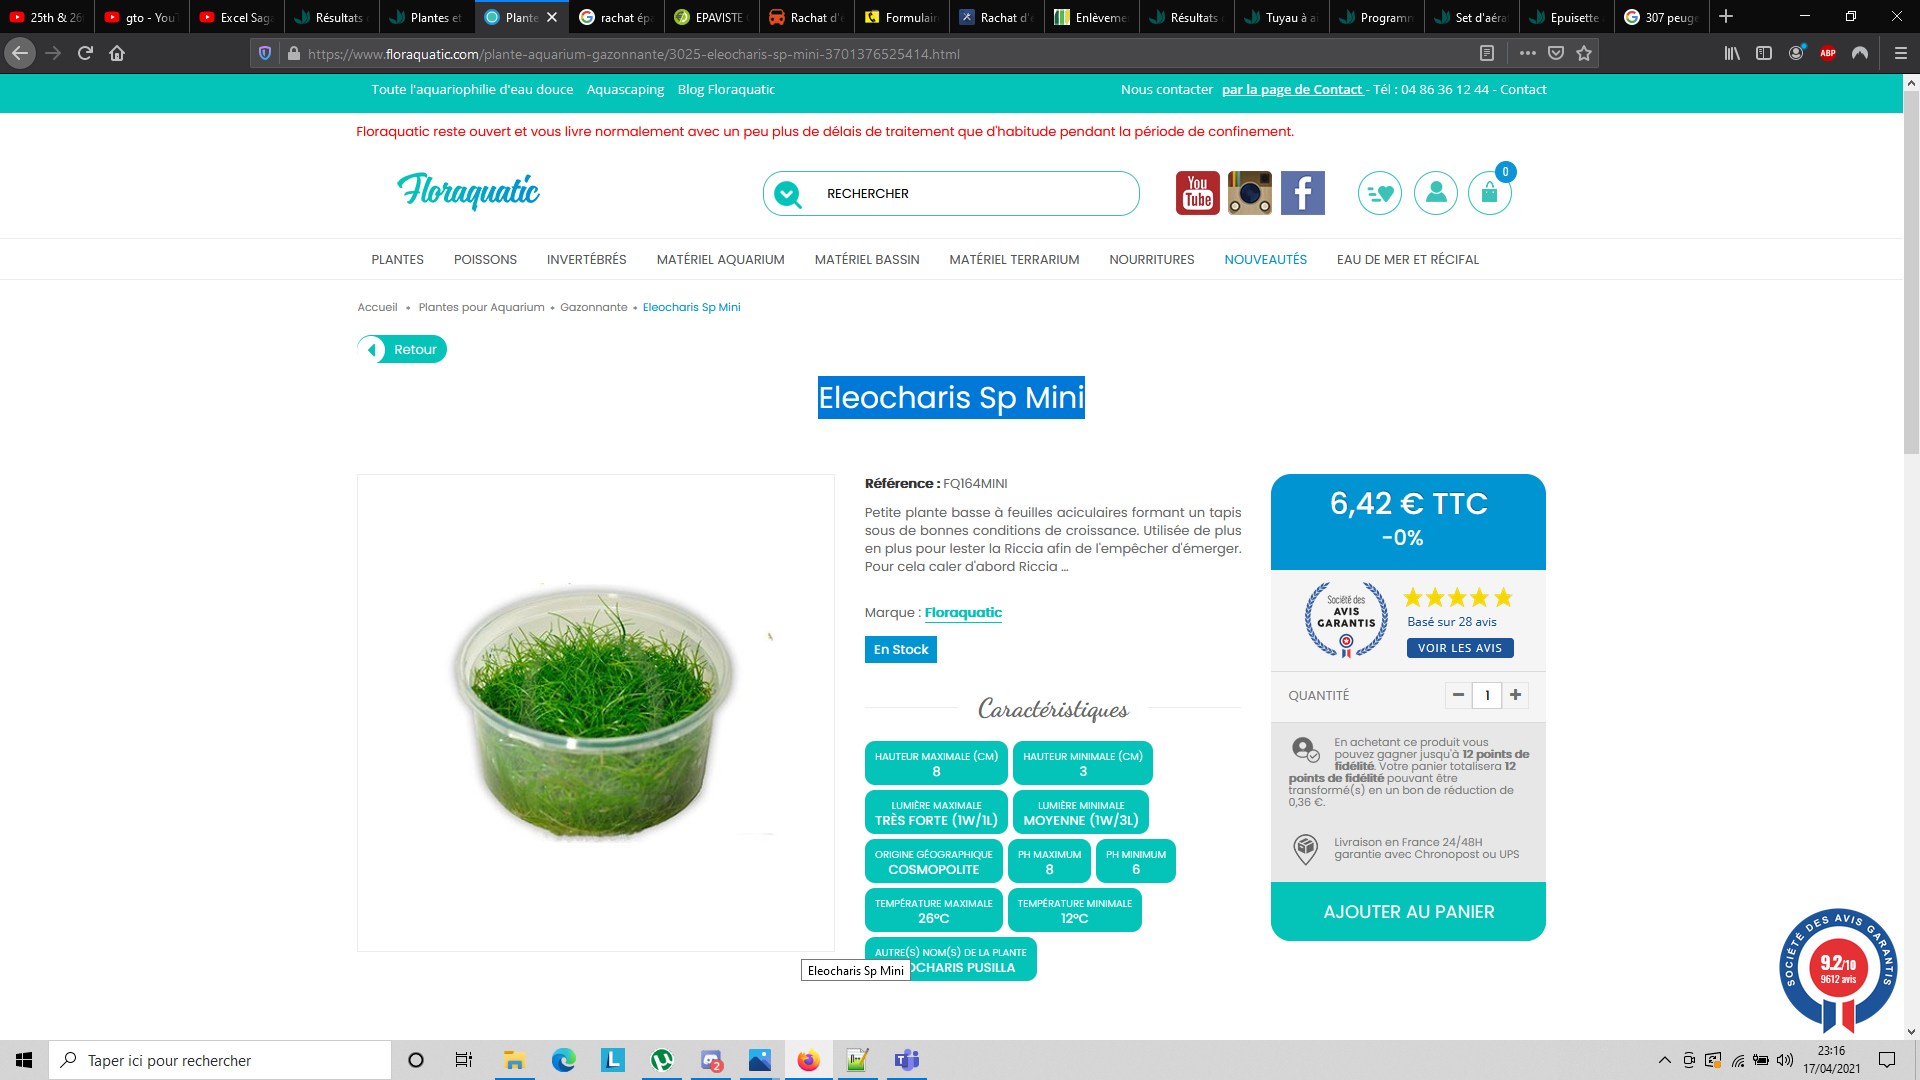 25th & 26
gto - YouT
Excel Saga
Résultats d
Plantes et
Plante
rachat épa
EPAVISTE
Rachat d'é
Formulair
Rachat d'é
Enlèveme
Résultats d
Tuyau à ai
Programm
Set d'aéra
Epuisette
307 peuge
https://www.floraquatic.com/plante-aquarium-gazonnante/3025-eleocharis-sp-mini-3701376525414.html
ABP
Toute l'aquariophilie d'eau douce Aquascaping Blog Floraquatic
Nous contacter par la page de Contact - Tél : 04 86 36 12 44 - Contact
Floraquatic reste ouvert et vous livre normalement avec un peu plus de délais de traitement que d'habitude pendant la période de confinement.
Floraquatic
RECHERCHER
You Tube
0
PLANTES POISSONS INVERTÉBRÉS MATÉRIEL AQUARIUM MATÉRIEL BASSIN MATÉRIEL TERRARIUM NOURRITURES NOUVEAUTÉS EAU DE MER ET RÉCIFAL
Accueil • Plantes pour Aquarium • Gazonnante • Eleocharis Sp Mini
Retour
Eleocharis Sp Mini
Référence : FQ164MINI
Petite plante basse à feuilles aciculaires formant un tapis
sous de bonnes conditions de croissance. Utilisée de plus
en plus pour lester la Riccia afin de l'empêcher d'émerger.
Pour cela caler d'abord Riccia ...
Marque : Floraquatic
En Stock
Caractéristiques
HAUTEUR MAXIMALE (CM)
8
HAUTEUR MINIMALE (CM)
3
LUMIÈRE MAXIMALE
TRÈS FORTE (1W/1L)
LUMIÈRE MINIMALE
MOYENNE (1W/3L)
ORIGINE GÉOGRAPHIQUE
COSMOPOLITE
PH MAXIMUM
8
PH MINIMUM
6
TEMPÉRATURE MAXIMALE
26°C
TEMPÉRATURE MINIMALE
12°C
AUTRE(S) NOM(S) DE LA PLANTE
OCHARIS PUSILLA
Eleocharis Sp Mini
6,42 € TTC
-0%
Société des
AVIS
GARANTIS
Basé sur 28 avis
VOIR LES AVIS
QUANTITÉ
1
En achetant ce produit vous
pouvez gagner jusqu'à 12 points de
fidélité. Votre panier totalisera 12
points de fidélité pouvant être
transformé(s) en un bon de réduction de
0,36 €.
Livraison en France 24/48H
garantie avec Chronopost ou UPS
AJOUTER AU PANIER
SOCIÉTÉ DES AVIS GARANTIS
9.2/10
9612 avis
Taper ici pour rechercher
L
2
23:16
17/04/2021